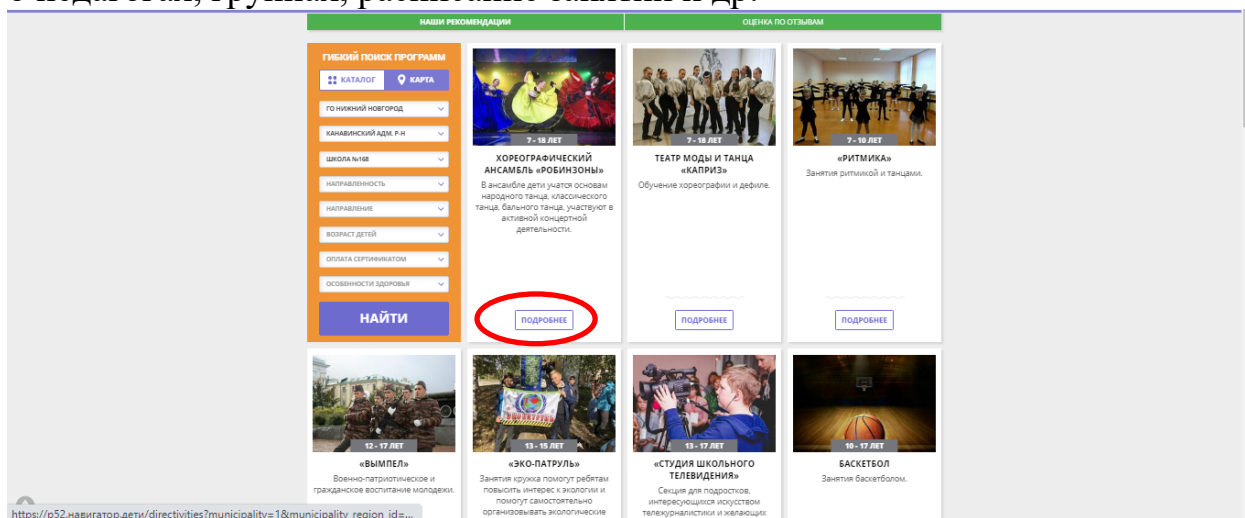 о педагогах, группах, расписание занятий и др.
НАШИ РЕКОМЕНДАЦИИ
ОЦЕНКА ПО ОТЗЫВАМ
ГИБКИЙ ПОИСК ПРОГРАММ
КАТАЛОГ
КАРТА
ГО НИЖНИЙ НОВГОРОД
КАНАВИНСКИЙ АДМ. Р-Н
ШКОЛА №168
НАПРАВЛЕННОСТЬ
НАПРАВЛЕНИЕ
ВОЗРАСТ ДЕТЕЙ
ОПЛАТА СЕРТИФИКАТОМ
ОСОБЕННОСТИ ЗДОРОВЬЯ
НАЙТИ
7 - 18 ЛЕТ
ХОРЕОГРАФИЧЕСКИЙ
АНСАМБЛЬ «РОБИНЗОНЫ»
В ансамбле дети учатся основам
народного танца, классического
танца, бального танца, участвуют в
активной концертной
деятельности.
ПОДРОБНЕЕ
7 - 18 ЛЕТ
ТЕАТР МОДЫ И ТАНЦА
«КАПРИЗ»
Обучение хореографии и дефиле.
ПОДРОБНЕЕ
7 - 10 ЛЕТ
«РИТМИКА»
Занятия ритмикой и танцами.
ПОДРОБНЕЕ
12 - 17 ЛЕТ
«ВЫМПЕЛ»
Военно-патриотическое и
гражданское воспитание молодежи.
13 - 15 ЛЕТ
«ЭКО-ПАТРУЛЬ»
Занятия кружка помогут ребятам
повысить интерес к экологии и
помогут самостоятельно
организовывать экологические
13 - 17 ЛЕТ
«СТУДИЯ ШКОЛЬНОГО
ТЕЛЕВИДЕНИЯ»
Секция для подростков,
интересующихся искусством
тележурналистики и желающих
10 - 17 ЛЕТ
БАСКЕТБОЛ
Занятия баскетболом.
https://р52.навигатор.дети/directivities?municipality=1&municipality_region_id=...